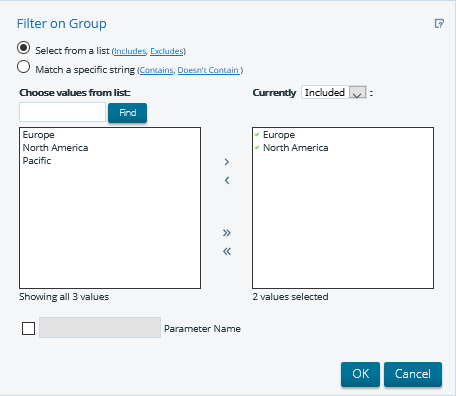 Filter on Group
Select from a list (Includes, Excludes)
Match a specific string (Contains, Doesn't Contain )
Choose values from list:
Find
Europe
North America
Pacific
Showing all 3 values
Currently Included :
Europe
North America
2 values selected
Parameter Name
OK
Cancel